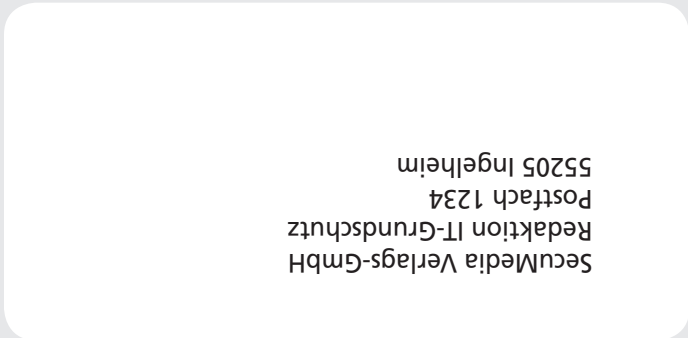 SecuMedia Verlags-GmbH
Redaktion IT-Grundschutz
Postfach 1234
55205 Ingelheim